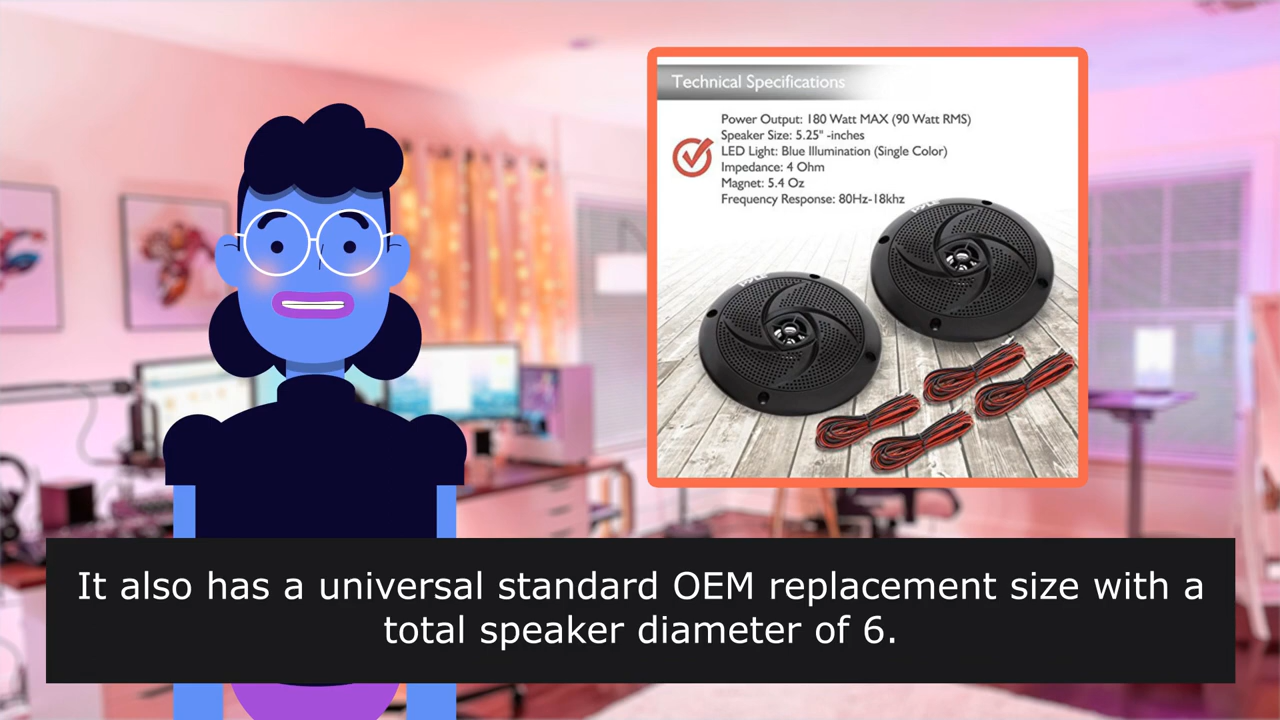 Technical Specifications
Power Output: 180 Watt MAX (90 Watt RMS)
Speaker Size: 5.25" -inches
LED Light: Blue Illumination (Single Color)
Impedance: 4 Ohm
Magnet: 5.4 Oz
Frequency Response: 80Hz-18khz
PYLE
PYLE
It also has a universal standard OEM replacement size with a
total speaker diameter of 6.